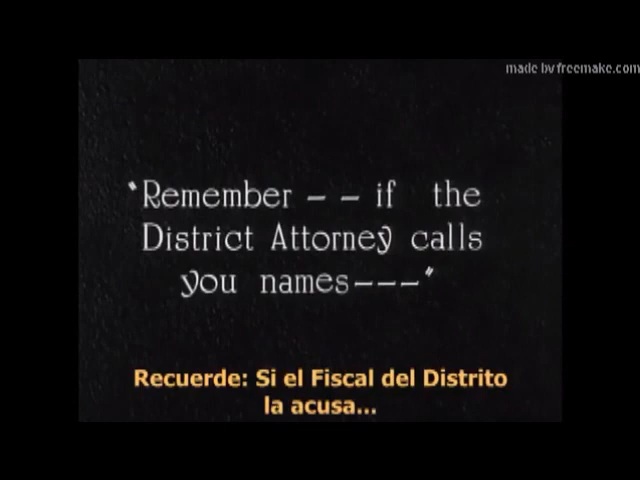 made by freemake.com
"Remember -- if the
District Attorney calls
you names---"
Recuerde: Si el Fiscal del Distrito
la acusa...